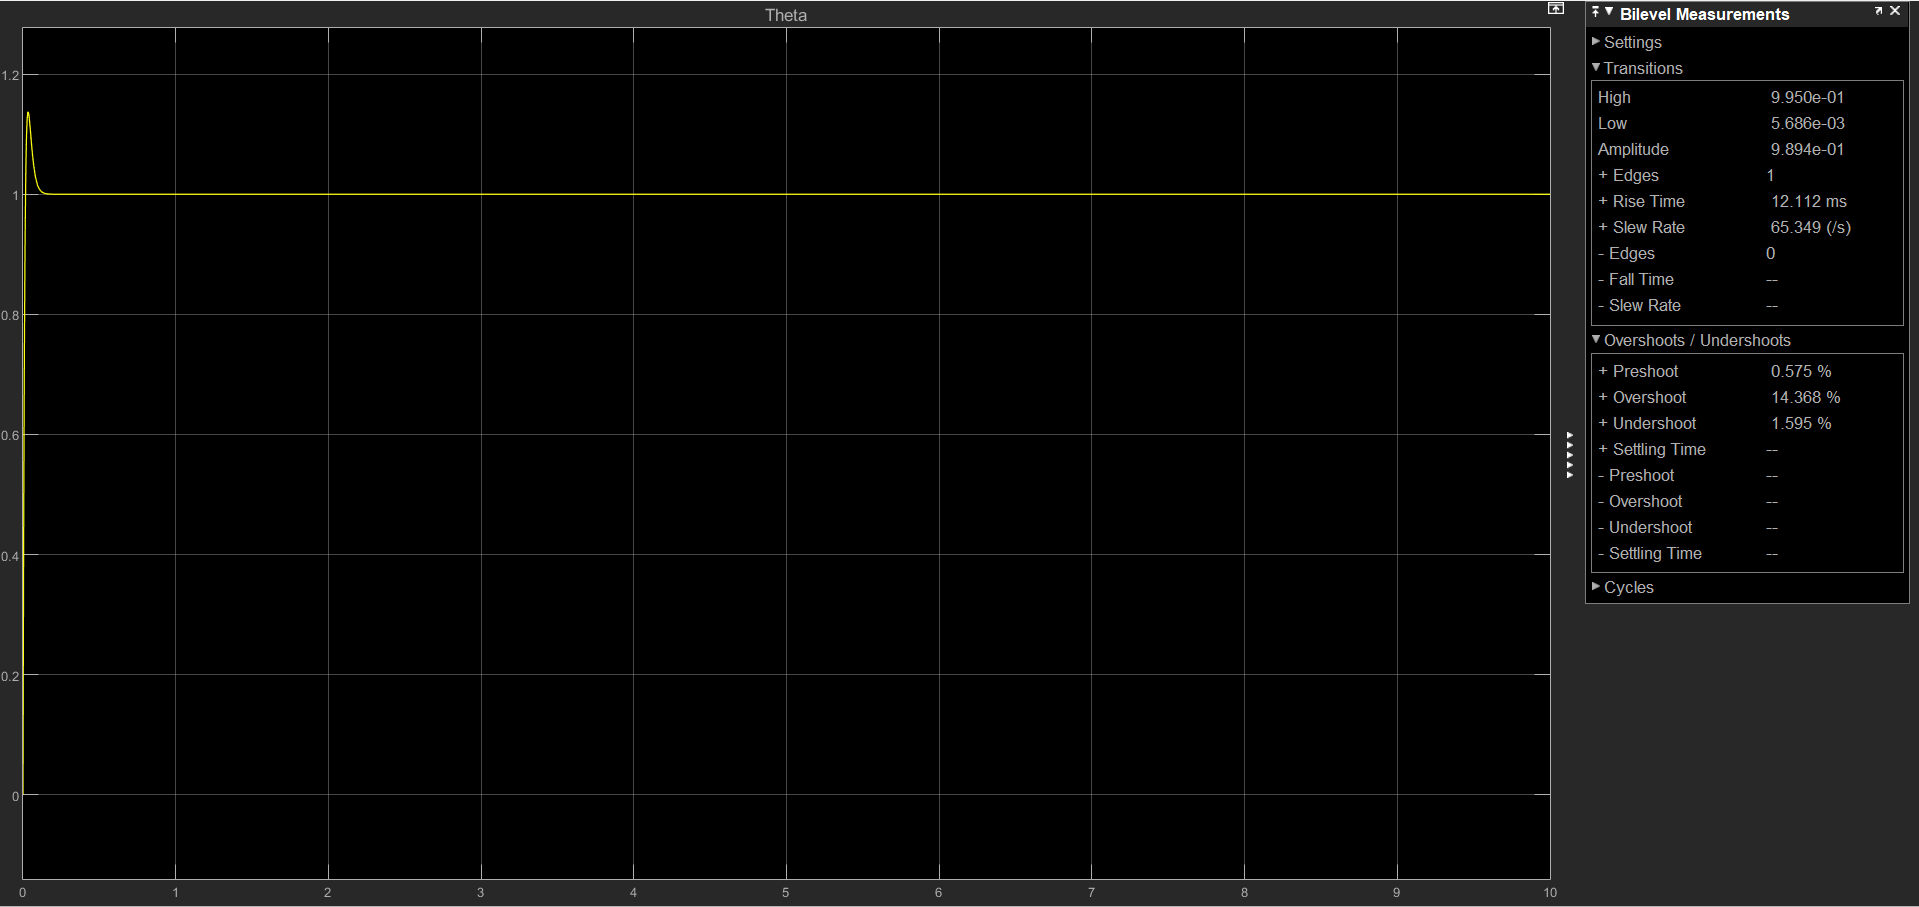 Theta
1.2
1
0.8
0.6
0.4
0.2
0
0 1 2 3 4 5 6 7 8 9 10
Bilevel Measurements
Settings
Transitions
High 9.950e-01
Low 5.686e-03
Amplitude 9.894e-01
+ Edges 1
+ Rise Time 12.112 ms
+ Slew Rate 65.349 (/s)
- Edges 0
- Fall Time --
- Slew Rate --
Overshoots / Undershoots
+ Preshoot 0.575 %
+ Overshoot 14.368 %
+ Undershoot 1.595 %
+ Settling Time --
- Preshoot --
- Overshoot --
- Undershoot --
- Settling Time --
Cycles